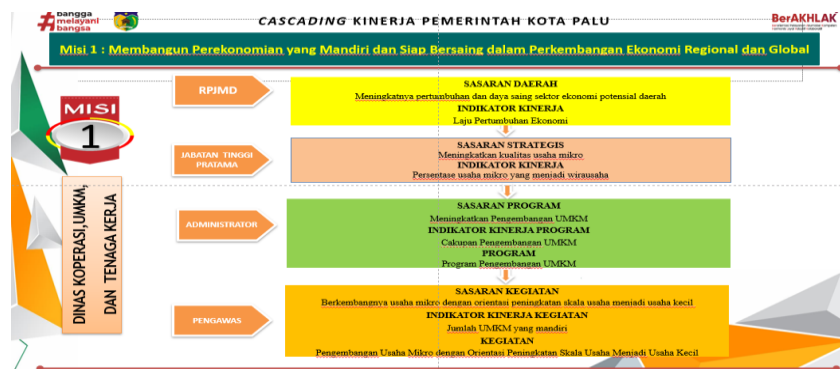 bangga
#melayani
bangsa
CASCADING KINERJA PEMERINTAH KOTA PALU
BerAKHLAK
Misi 1 : Membangun Perekonomian yang Mandiri dan Siap Bersaing dalam Perkembangan Ekonomi Regional dan Global
MISI
1
DINAS KOPERASI,UMKM,
DAN TENAGA KERJA
RPJMD
SASARAN DAERAH
Meningkatnya pertumbuhan dan daya saing sektor ekonomi potensial daerah
INDIKATOR KINERJA
Laju Pertumbuhan Ekonomi
JABATAN TINGGI
PRATAMA
SASARAN STRATEGIS
Meningkatkan kualitas usaha mikro
INDIKATOR KINERJA
Persentase usaha mikro yang menjadi wirausaha
ADMINISTRATOR
SASARAN PROGRAM
Meningkatkan Pengembangan UMKM
INDIKATOR KINERJA PROGRAM
Cakupan Pengembangan UMKM
PROGRAM
Program Pengembangan UMKM
PENGAWAS
SASARAN KEGIATAN
Berkembangnya usaha mikro dengan orientasi peningkatan skala usaha menjadi usaha kecil
INDIKATOR KINERJA KEGIATAN
Jumlah UMKM yang mandiri
KEGIATAN
Pengembangan Usaha Mikro dengan Orientasi Peningkatan Skala Usaha Menjadi Usaha Kecil